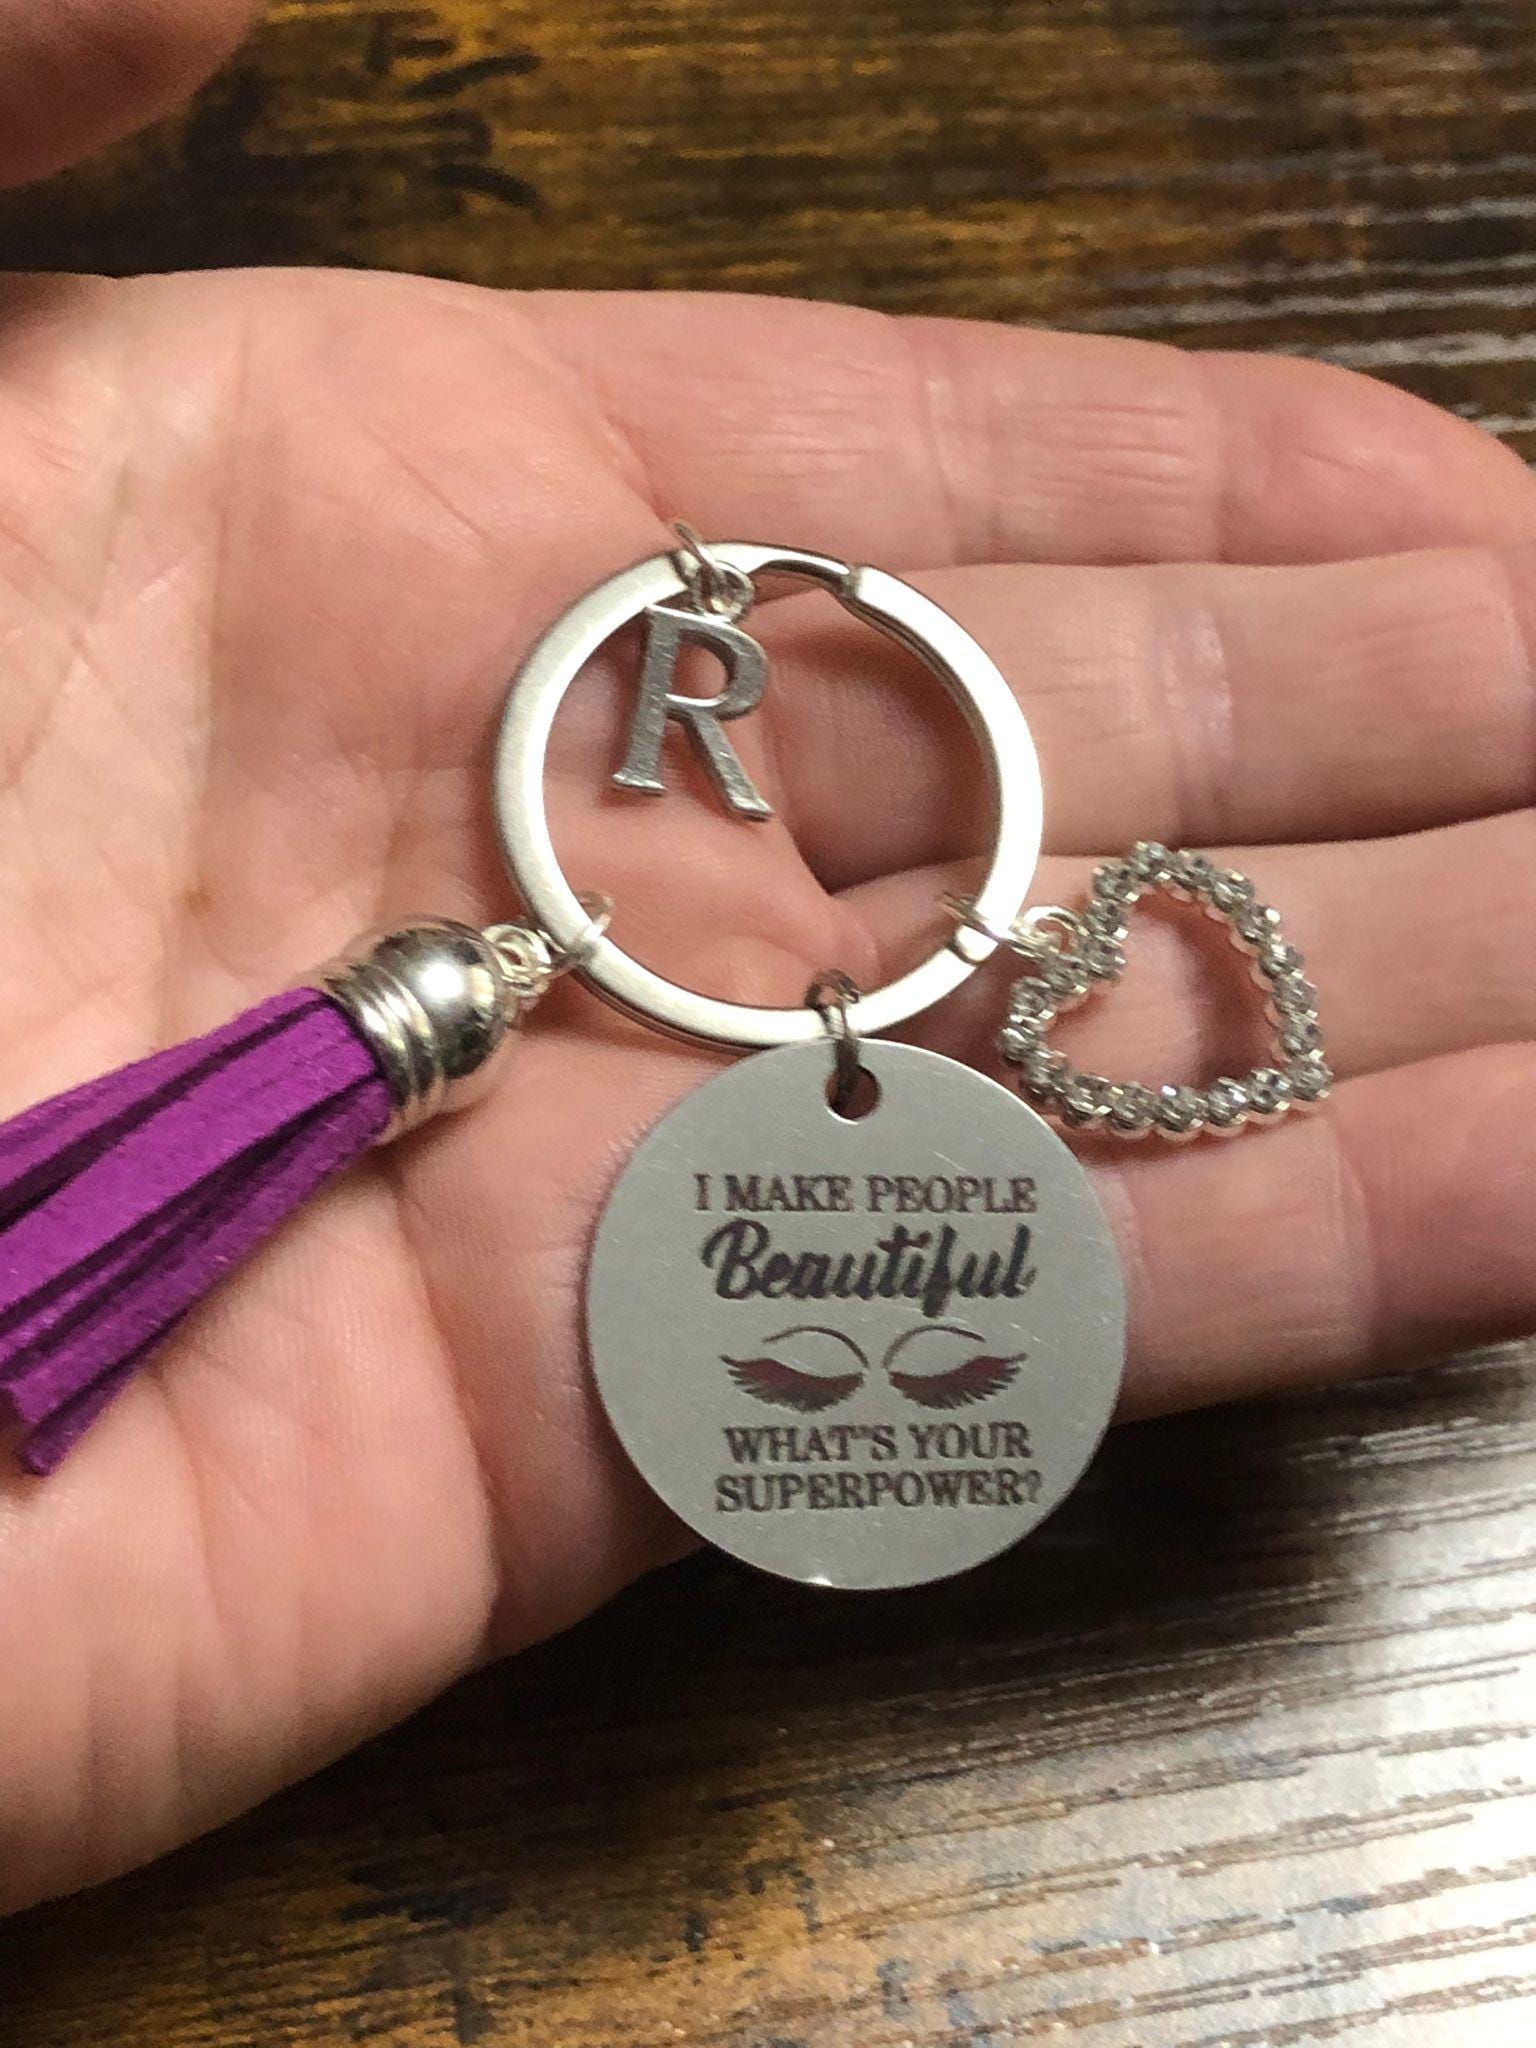 R
I MAKE PEOPLE
Beautiful
WHAT'S YOUR
SUPERPOWER?